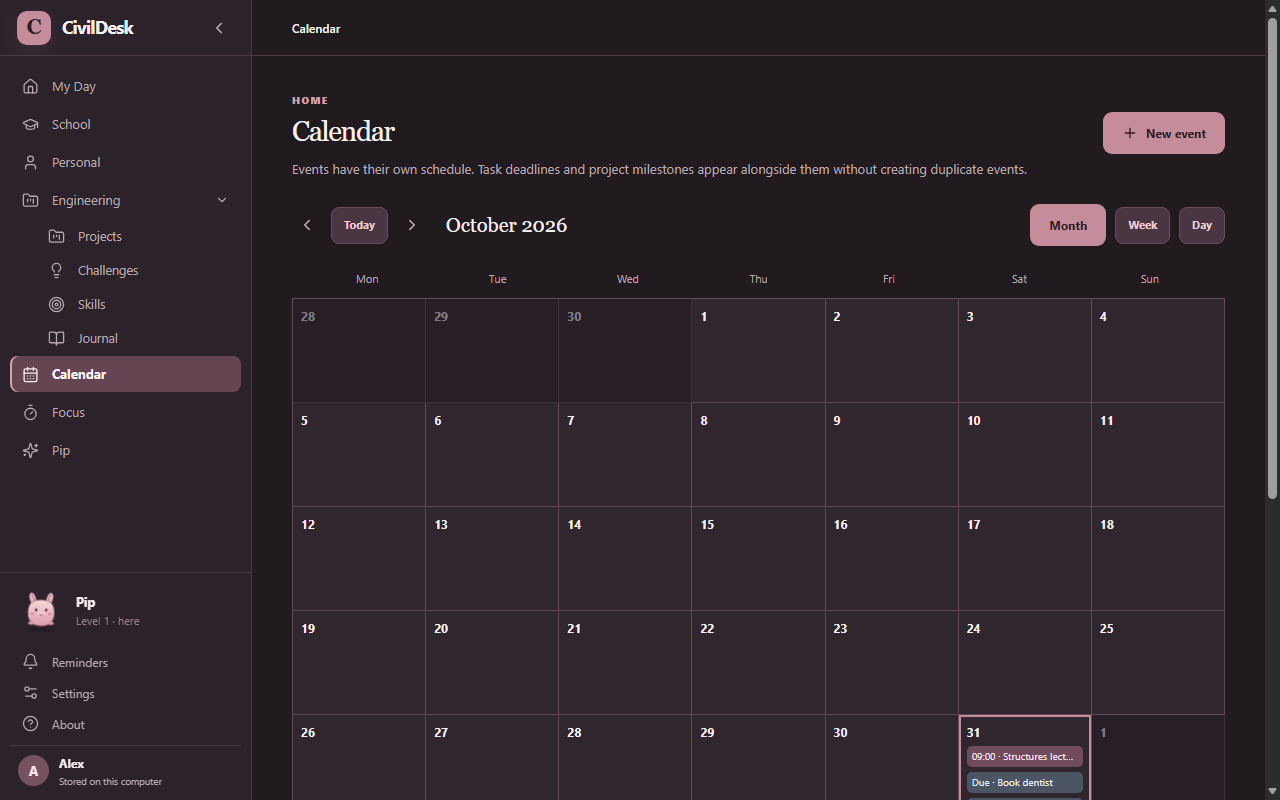 C CivilDesk
My Day
School
Personal
Engineering
Projects
Challenges
Skills
Journal
Calendar
Focus
Pip
Pip
Level 1 · here
Reminders
Settings
About
A
Alex
Stored on this computer
Calendar
HOME
Calendar
Events have their own schedule. Task deadlines and project milestones appear alongside them without creating duplicate events.
New event
Today October 2026 Month Week Day
Mon Tue Wed Thu Fri Sat Sun
28 29 30 1 2 3 4
5 6 7 8 9 10 11
12 13 14 15 16 17 18
19 20 21 22 23 24 25
26 27 28 29 30 31 1
09:00 · Structures lect...
Due · Book dentist